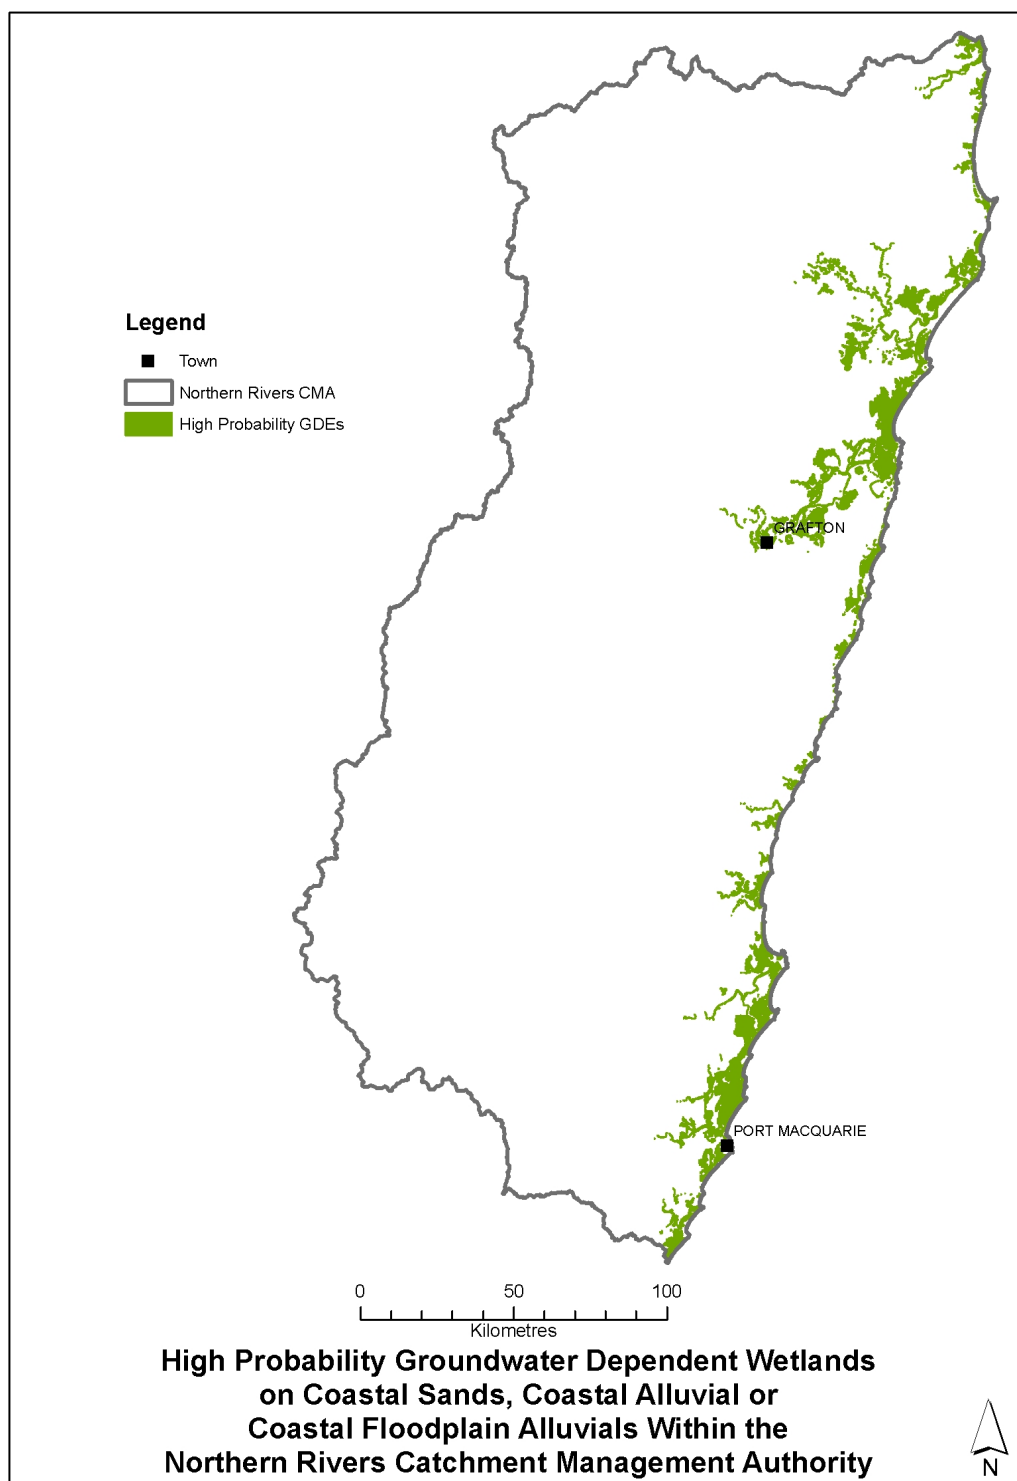 Legend
Town
Northern Rivers CMA
High Probability GDEs
GRAFTON
PORT MACQUARIE
0 50 100
Kilometres
High Probability Groundwater Dependent Wetlands
on Coastal Sands, Coastal Alluvial or
Coastal Floodplain Alluvials Within the
Northern Rivers Catchment Management Authority
N